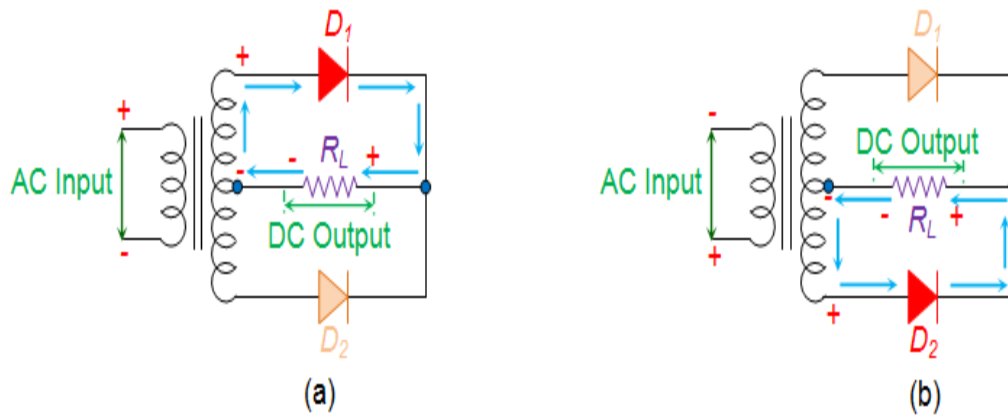 D₁
+
+
AC Input
-
- R_L +
-
DC Output
D₂
(a)
D₁
-
DC Output
AC Input
-
- +
R_L
+
+
D₂
(b)